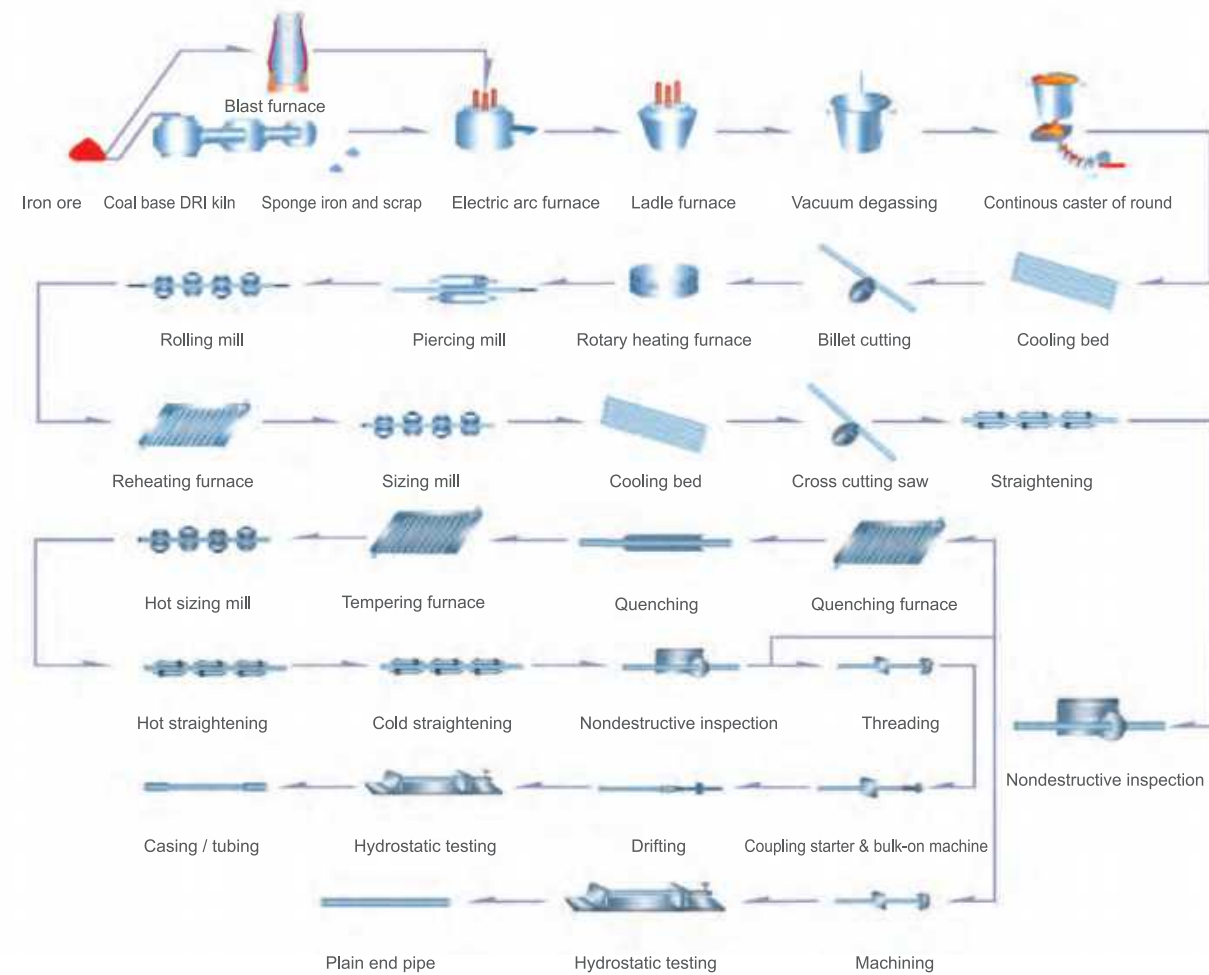 Blast furnace
Iron ore
Coal base DRI kiln
Sponge iron and scrap
Electric arc furnace
Ladle furnace
Vacuum degassing
Continous caster of round
Rolling mill
Piercing mill
Rotary heating furnace
Billet cutting
Cooling bed
Reheating furnace
Sizing mill
Cooling bed
Cross cutting saw
Straightening
Hot sizing mill
Tempering furnace
Quenching
Quenching furnace
Hot straightening
Cold straightening
Nondestructive inspection
Threading
Nondestructive inspection
Casing / tubing
Hydrostatic testing
Drifting
Coupling starter & bulk-on machine
Plain end pipe
Hydrostatic testing
Machining